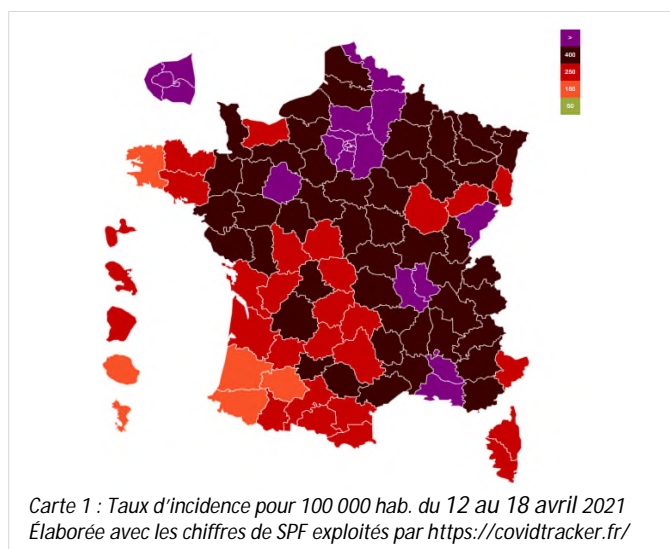 >
400
250
100
50
Carte 1 : Taux d'incidence pour 100 000 hab. du 12 au 18 avril 2021
Élaborée avec les chiffres de SPF exploités par https://covidtracker.fr/